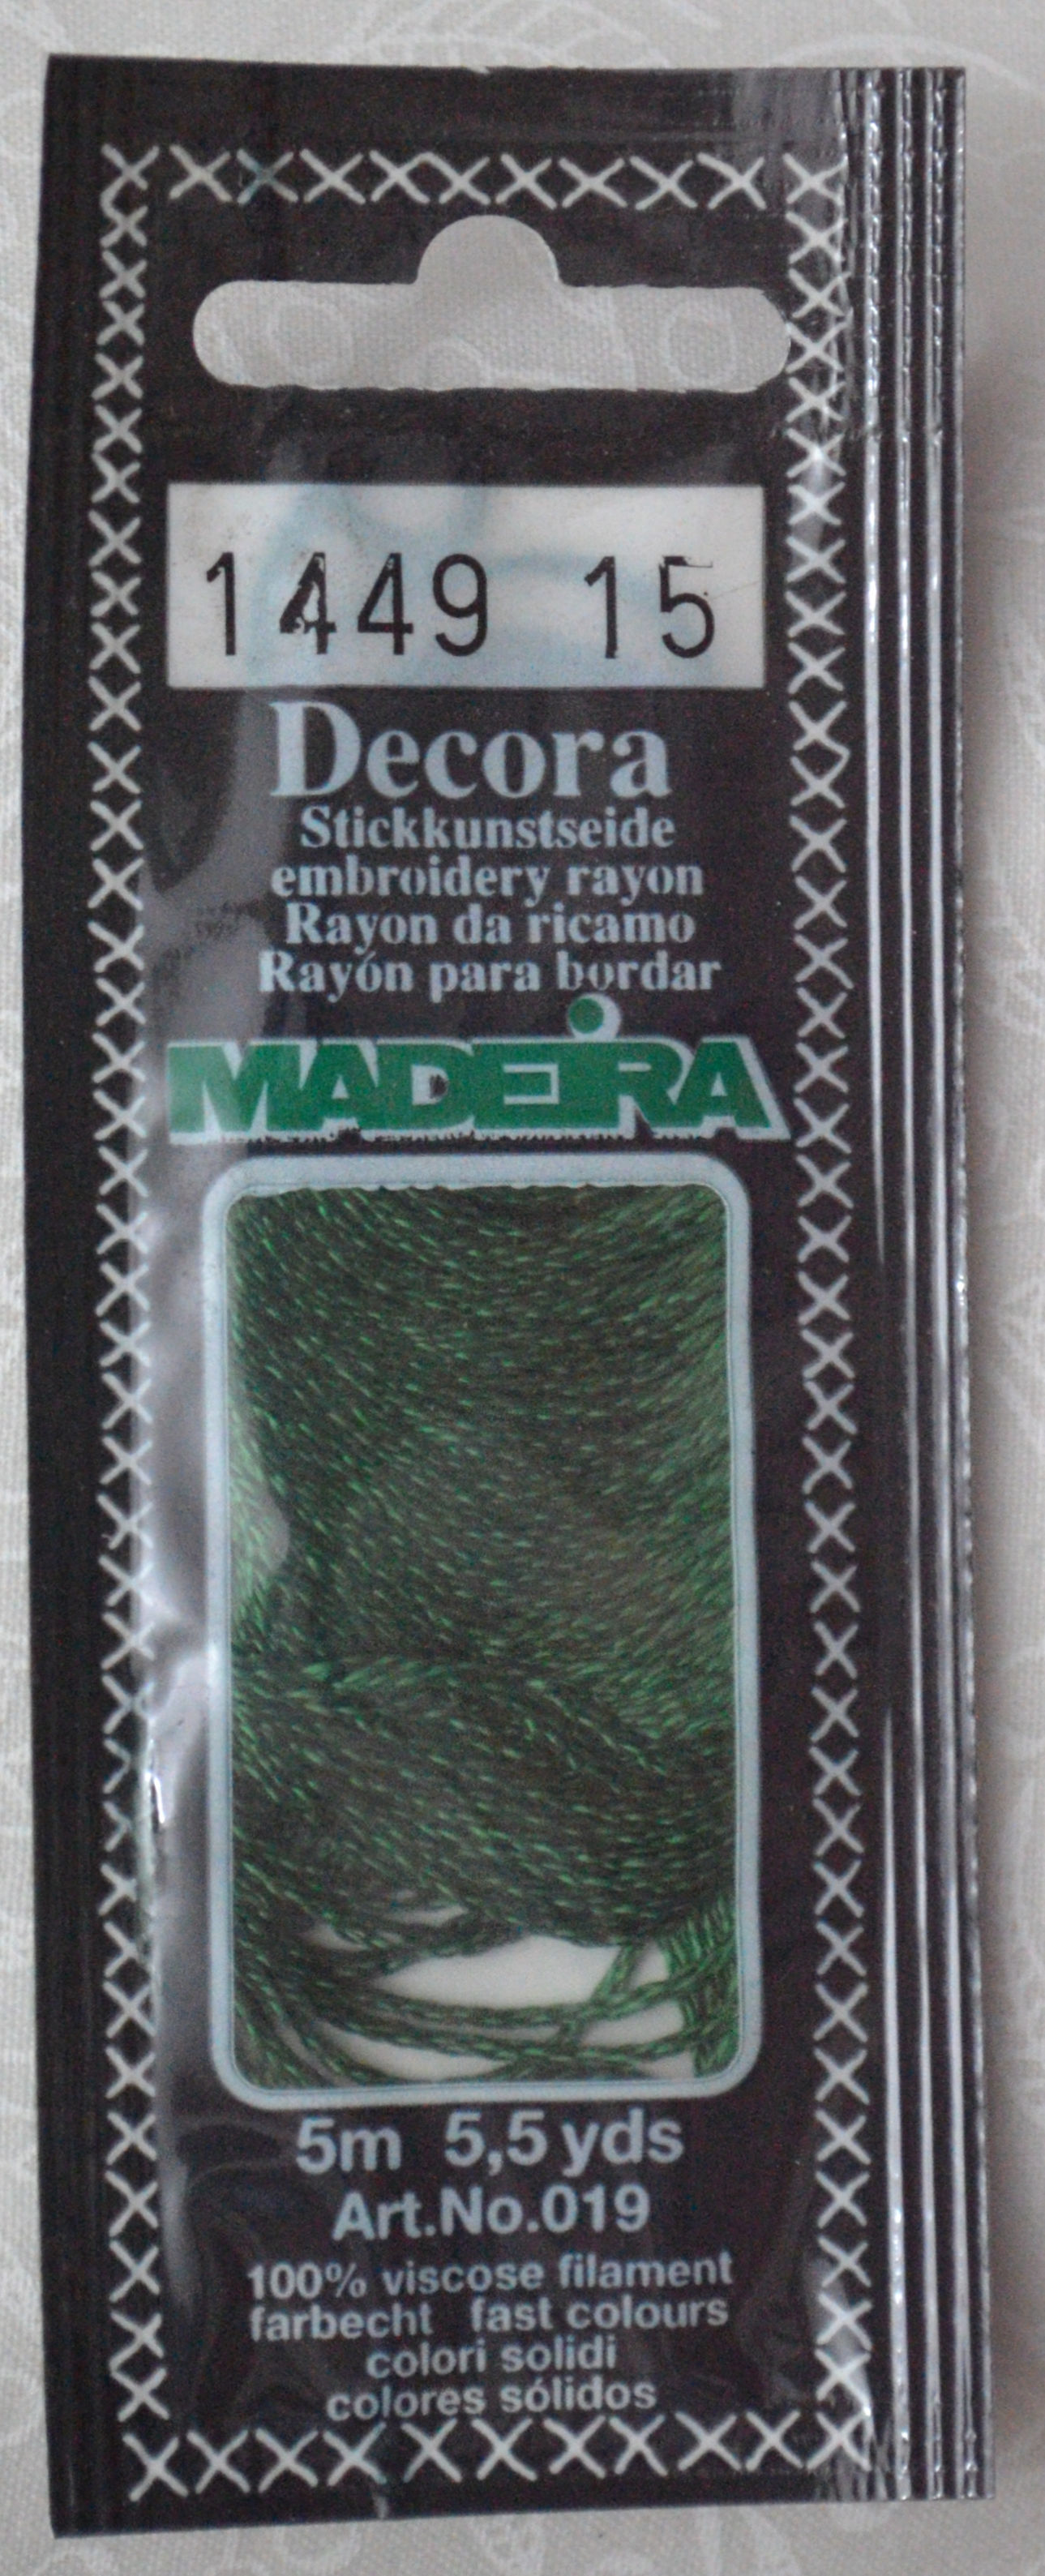 1449 15
Decora
Stickkunstseide
embroidery rayon
Rayon da ricamo
Rayón para bordar
MADEIRA
5m 5,5 yds
Art.No.019
100% viscose filament
farbecht fast colours
colori solidi
colores sólidos